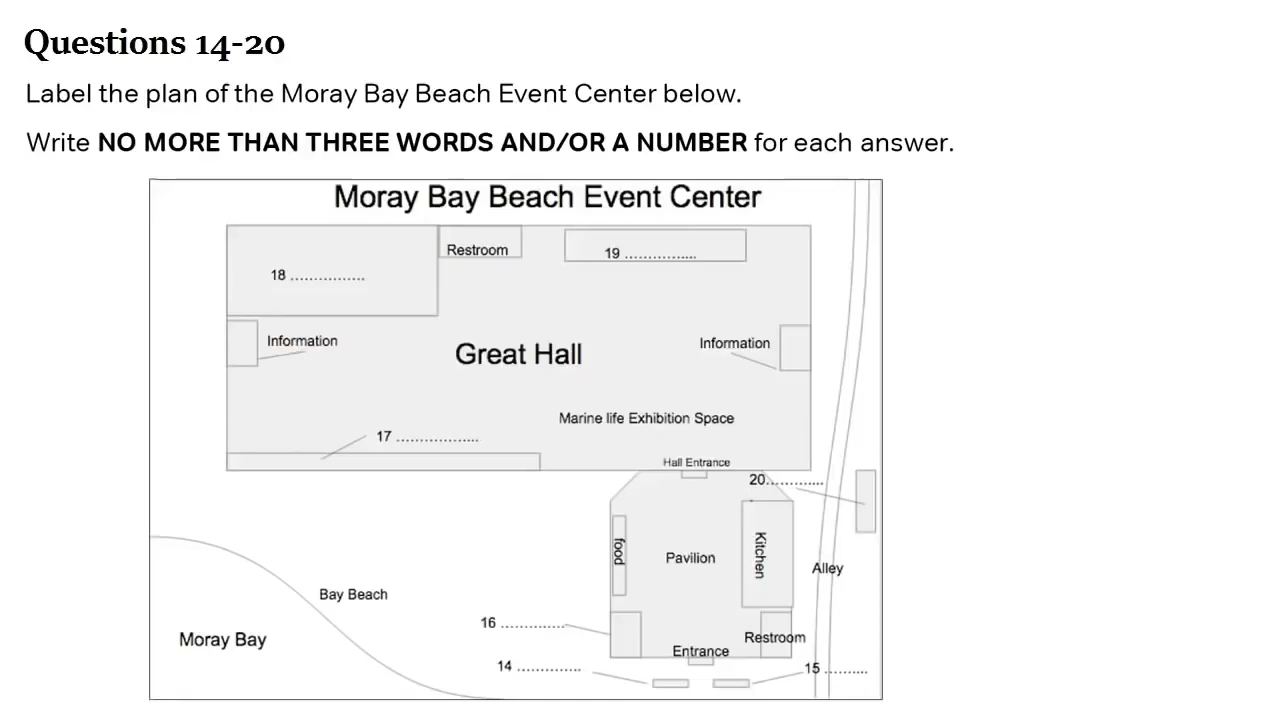 Questions 14-20
Label the plan of the Moray Bay Beach Event Center below.
Write NO MORE THAN THREE WORDS AND/OR A NUMBER for each answer.
Moray Bay Beach Event Center
Restroom
19 ...............
18 ................
Information
Great Hall
Information
Marine life Exhibition Space
17 ..................
Hall Entrance
20............
food
Pavilion
Kitchen
Alley
Bay Beach
16 ..............
Moray Bay
Restroom
Entrance
14 ..............
15 .........